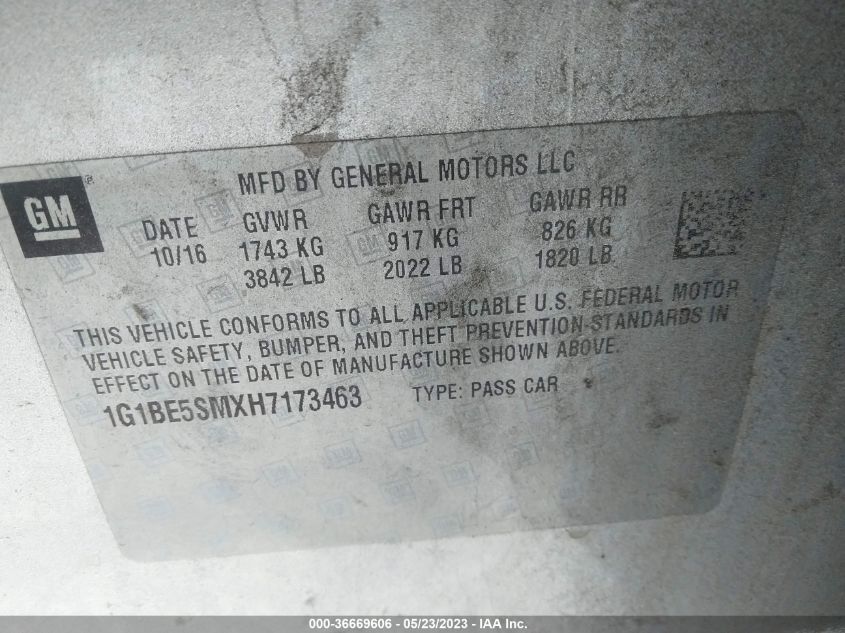 MFD BY GENERAL MOTORS LLC
GM®
DATE GVWR GAWR FRT GAWR RR
10/16 1743 KG 917 KG 826 KG
3842 LB 2022 LB 1820 LB
THIS VEHICLE CONFORMS TO ALL APPLICABLE U.S. FEDERAL MOTOR
VEHICLE SAFETY, BUMPER, AND THEFT PREVENTION STANDARDS IN
EFFECT ON THE DATE OF MANUFACTURE SHOWN ABOVE.
1G1BE5SMXH7173463 TYPE: PASS CAR
000-36669606 - 05/23/2023 - IAA Inc.